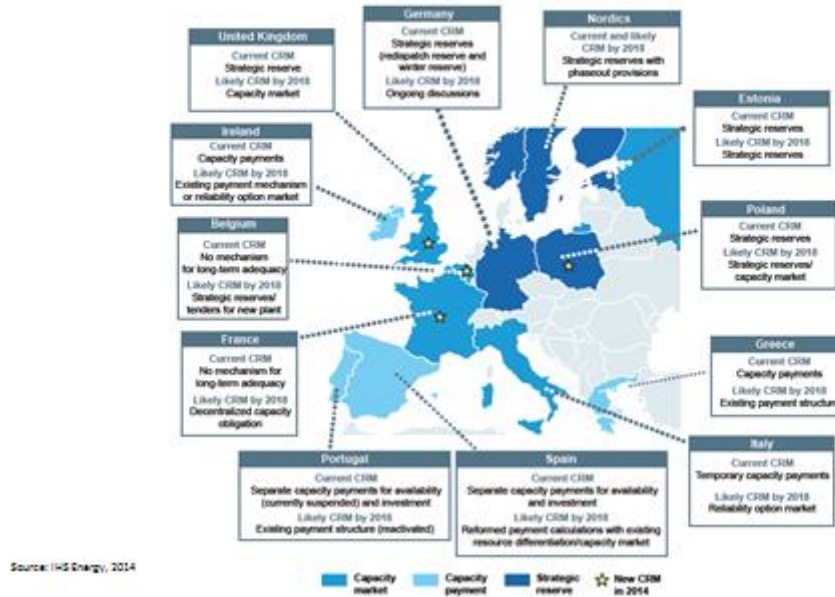 United Kingdom
Current CRM
Strategic reserve
Likely CRM by 2018
Capacity market
Germany
Current CRM
Strategic reserves
(redispatch reserve and
winter reserve)
Likely CRM by 2018
Ongoing discussions
Nordics
Current and likely
CRM by 2018
Strategic reserves with
phaseout provisions
Estonia
Current CRM
Strategic reserves
Likely CRM by 2018
Strategic reserves
Ireland
Current CRM
Capacity payments
Likely CRM by 2018
Existing payment mechanism
or reliability option market
Belgium
Current CRM
No mechanism
for long-term adequacy
Likely CRM by 2018
Strategic reserves/
tenders for new plant
Poland
Current CRM
Strategic reserves
Likely CRM by 2018
Strategic reserves/
capacity market
France
Current CRM
No mechanism for
long-term adequacy
Likely CRM by 2018
Decentralized capacity
obligation
Greece
Current CRM
Capacity payments
Likely CRM by 2018
Existing payment structure
Portugal
Current CRM
Separate capacity payments for availability
(currently suspended) and investment
Likely CRM by 2018
Existing payment structure (reactivated)
Spain
Current CRM
Separate capacity payments for availability
and investment
Likely CRM by 2018
Reformed payment calculations with existing
resource differentiation/capacity market
Italy
Current CRM
Temporary capacity payments
Likely CRM by 2018
Reliability option market
Source: IHS Energy, 2014
Capacity
market
Capacity
payment
Strategic
reserve
New CRM
in 2014